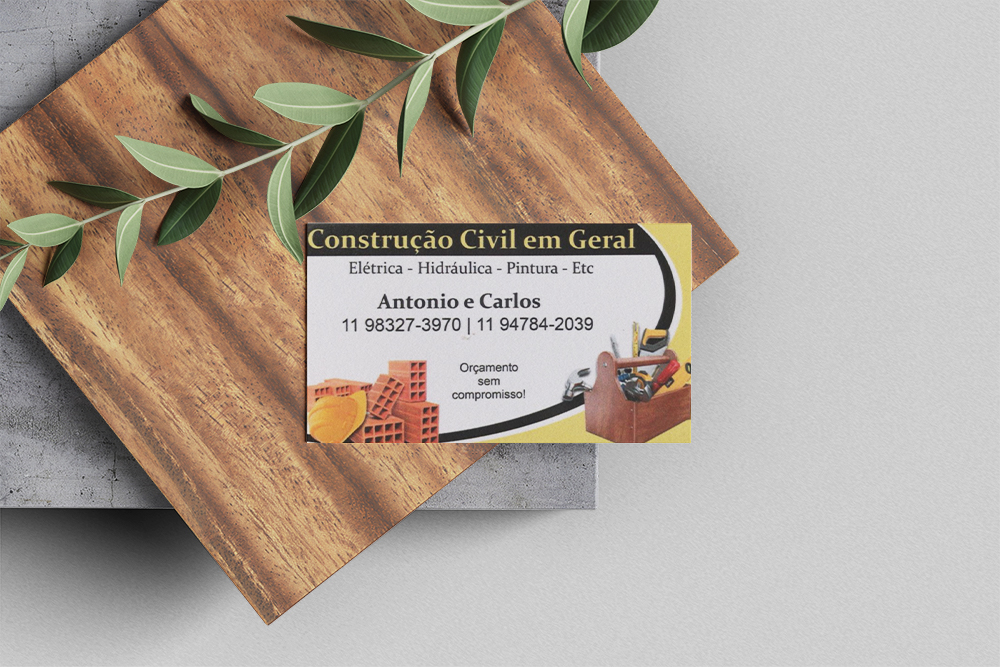 Construção Civil em Geral
Elétrica - Hidráulica - Pintura - Etc
Antonio e Carlos
11 98327-3970 | 11 94784-2039
Orçamento
sem
compromisso!